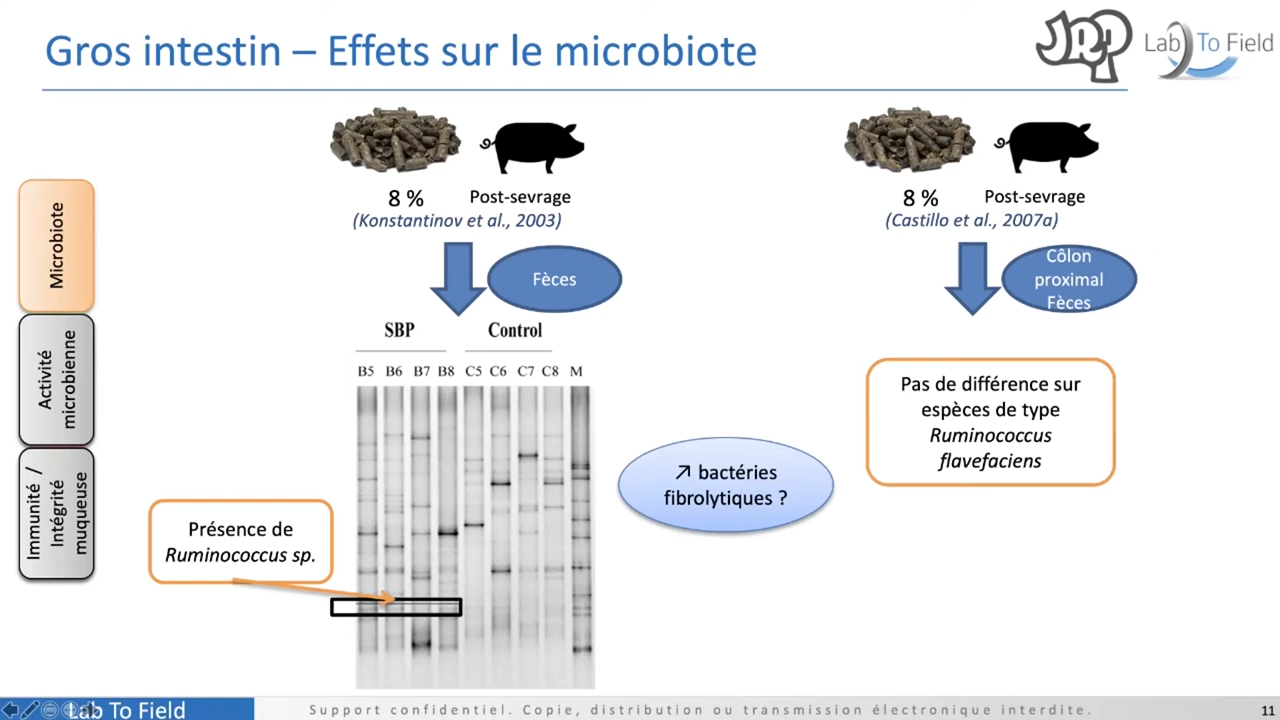 Gros intestin – Effets sur le microbiote
JRP
Lab To Field
8 %
Post-sevrage
(Konstantinov et al., 2003)
8 %
Post-sevrage
(Castillo et al., 2007a)
Microbiote
Activité
microbienne
Immunité /
Intégrité
muqueuse
Fèces
Côlon
proximal
Fèces
SBP Control
B5 B6 B7 B8 C5 C6 C7 C8 M
Présence de
Ruminococcus sp.
↗ bactéries
fibrolytiques ?
Pas de différence sur
espèces de type
Ruminococcus
flavefaciens
Lab To Field
Support confidentiel. Copie, distribution ou transmission électronique interdite.
11